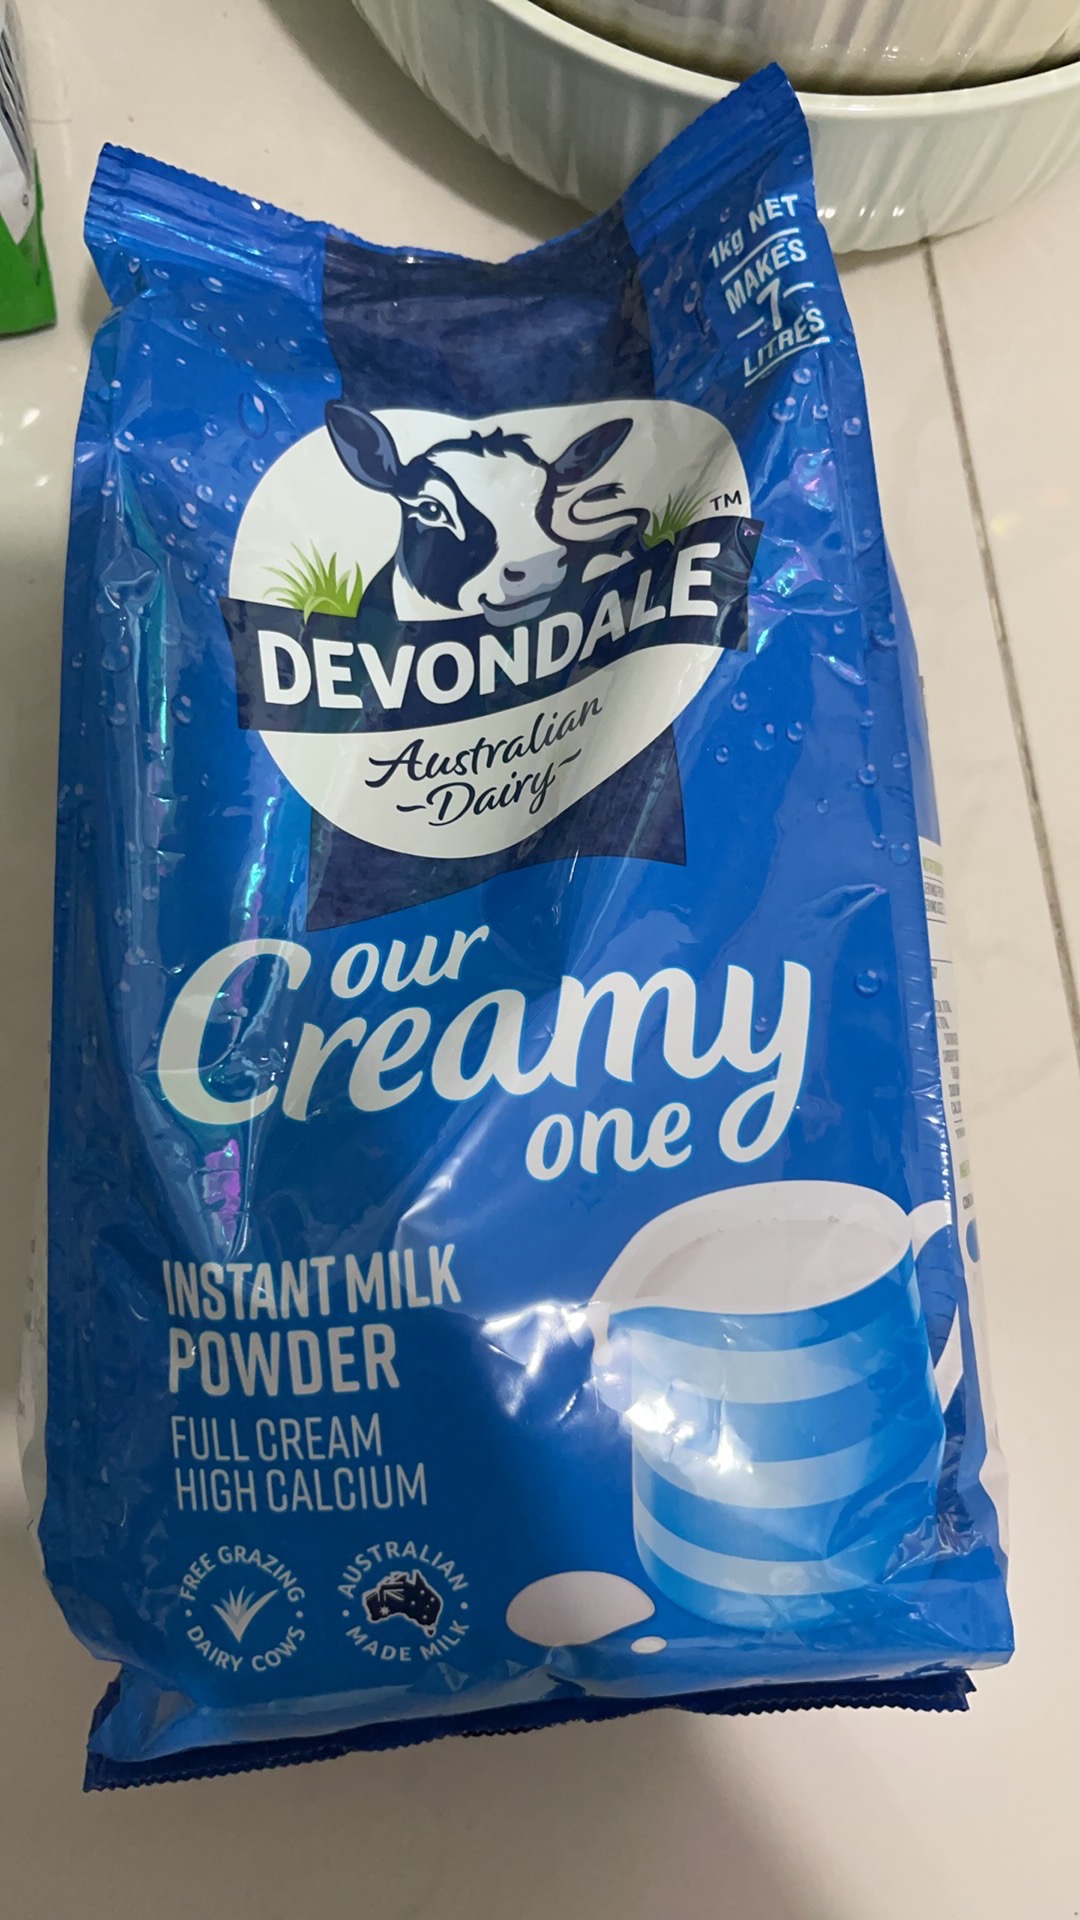 1kg NET
MAKES
-7-
LITRES
TM
DEVONDALE
Australian
-Dairy-
our
Creamy
one
INSTANT MILK
POWDER
FULL CREAM
HIGH CALCIUM
• FREE GRAZING •
DAIRY COWS
• AUSTRALIAN •
MADE MILK